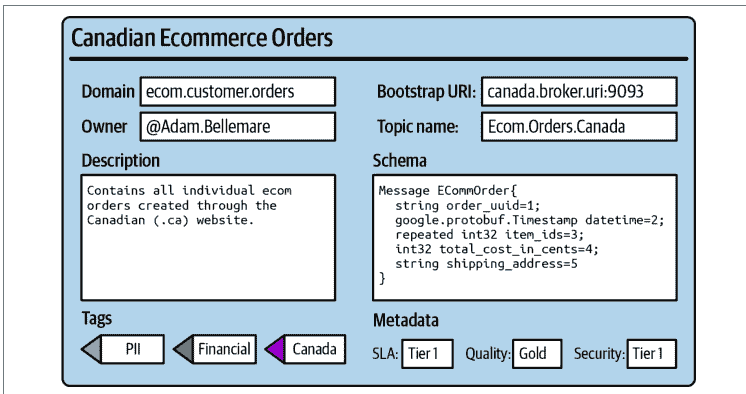 Canadian Ecommerce Orders
Domain ecom.customer.orders
Bootstrap URI: canada.broker.uri:9093
Owner @Adam.Bellemare
Topic name: Ecom.Orders.Canada
Description
Contains all individual ecom
orders created through the
Canadian (.ca) website.
Schema
Message ECommOrder{
  string order_uuid=1;
  google.protobuf.Timestamp datetime=2;
  repeated int32 item_ids=3;
  int32 total_cost_in_cents=4;
  string shipping_address=5
}
Tags
PII Financial Canada
Metadata
SLA: Tier 1 Quality: Gold Security: Tier 1